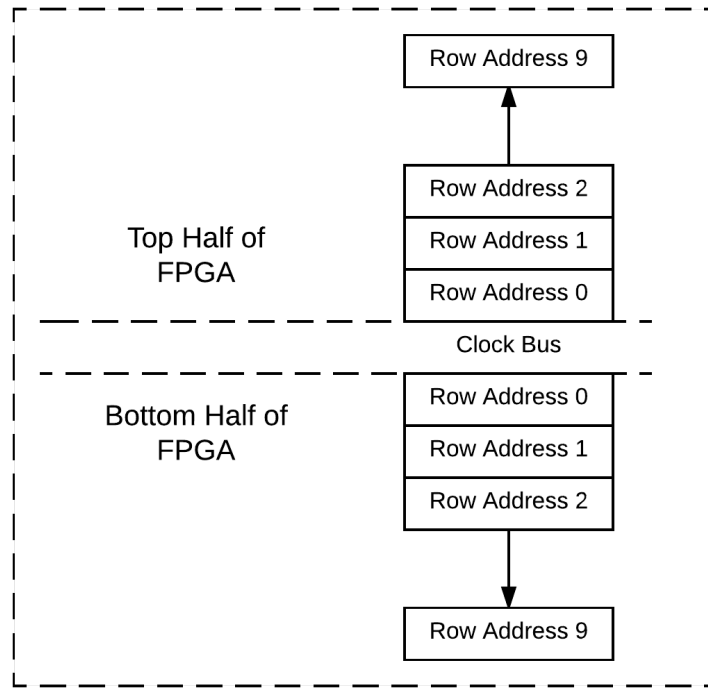 Row Address 9
Row Address 2
Row Address 1
Row Address 0
Top Half of
FPGA
Clock Bus
Bottom Half of
FPGA
Row Address 0
Row Address 1
Row Address 2
Row Address 9